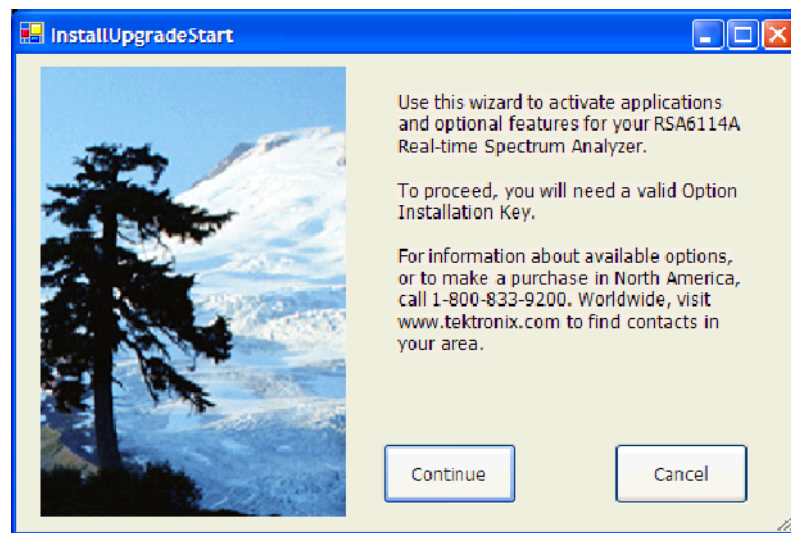 InstallUpgradeStart
Use this wizard to activate applications
and optional features for your RSA6114A
Real-time Spectrum Analyzer.
To proceed, you will need a valid Option
Installation Key.
For information about available options,
or to make a purchase in North America,
call 1-800-833-9200. Worldwide, visit
www.tektronix.com to find contacts in
your area.
Continue
Cancel